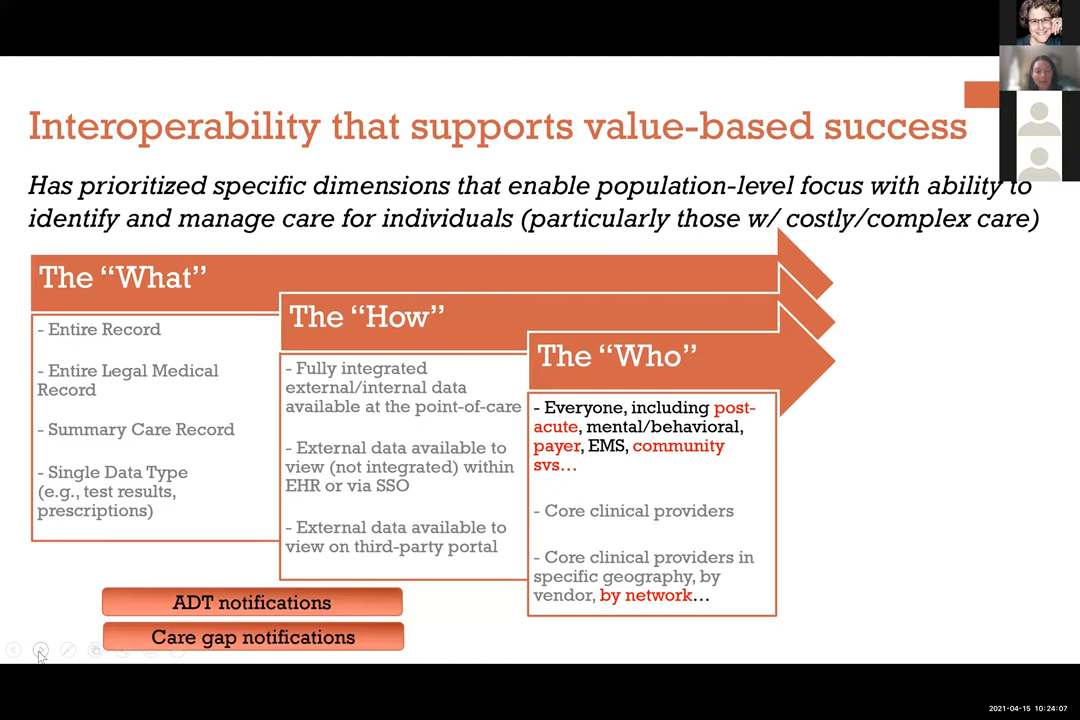 Interoperability that supports value-based success
Has prioritized specific dimensions that enable population-level focus with ability to
identify and manage care for individuals (particularly those w/ costly/complex care)
The “What”
- Entire Record
- Entire Legal Medical
Record
- Summary Care Record
- Single Data Type
(e.g., test results,
prescriptions)
The “How”
- Fully integrated
external/internal data
available at the point-of-care
- External data available to
view (not integrated) within
EHR or via SSO
- External data available to
view on third-party portal
The “Who”
- Everyone, including post-
acute, mental/behavioral,
payer, EMS, community
svs…
- Core clinical providers
- Core clinical providers in
specific geography, by
vendor, by network…
ADT notifications
Care gap notifications
2021-04-15 10:24:07